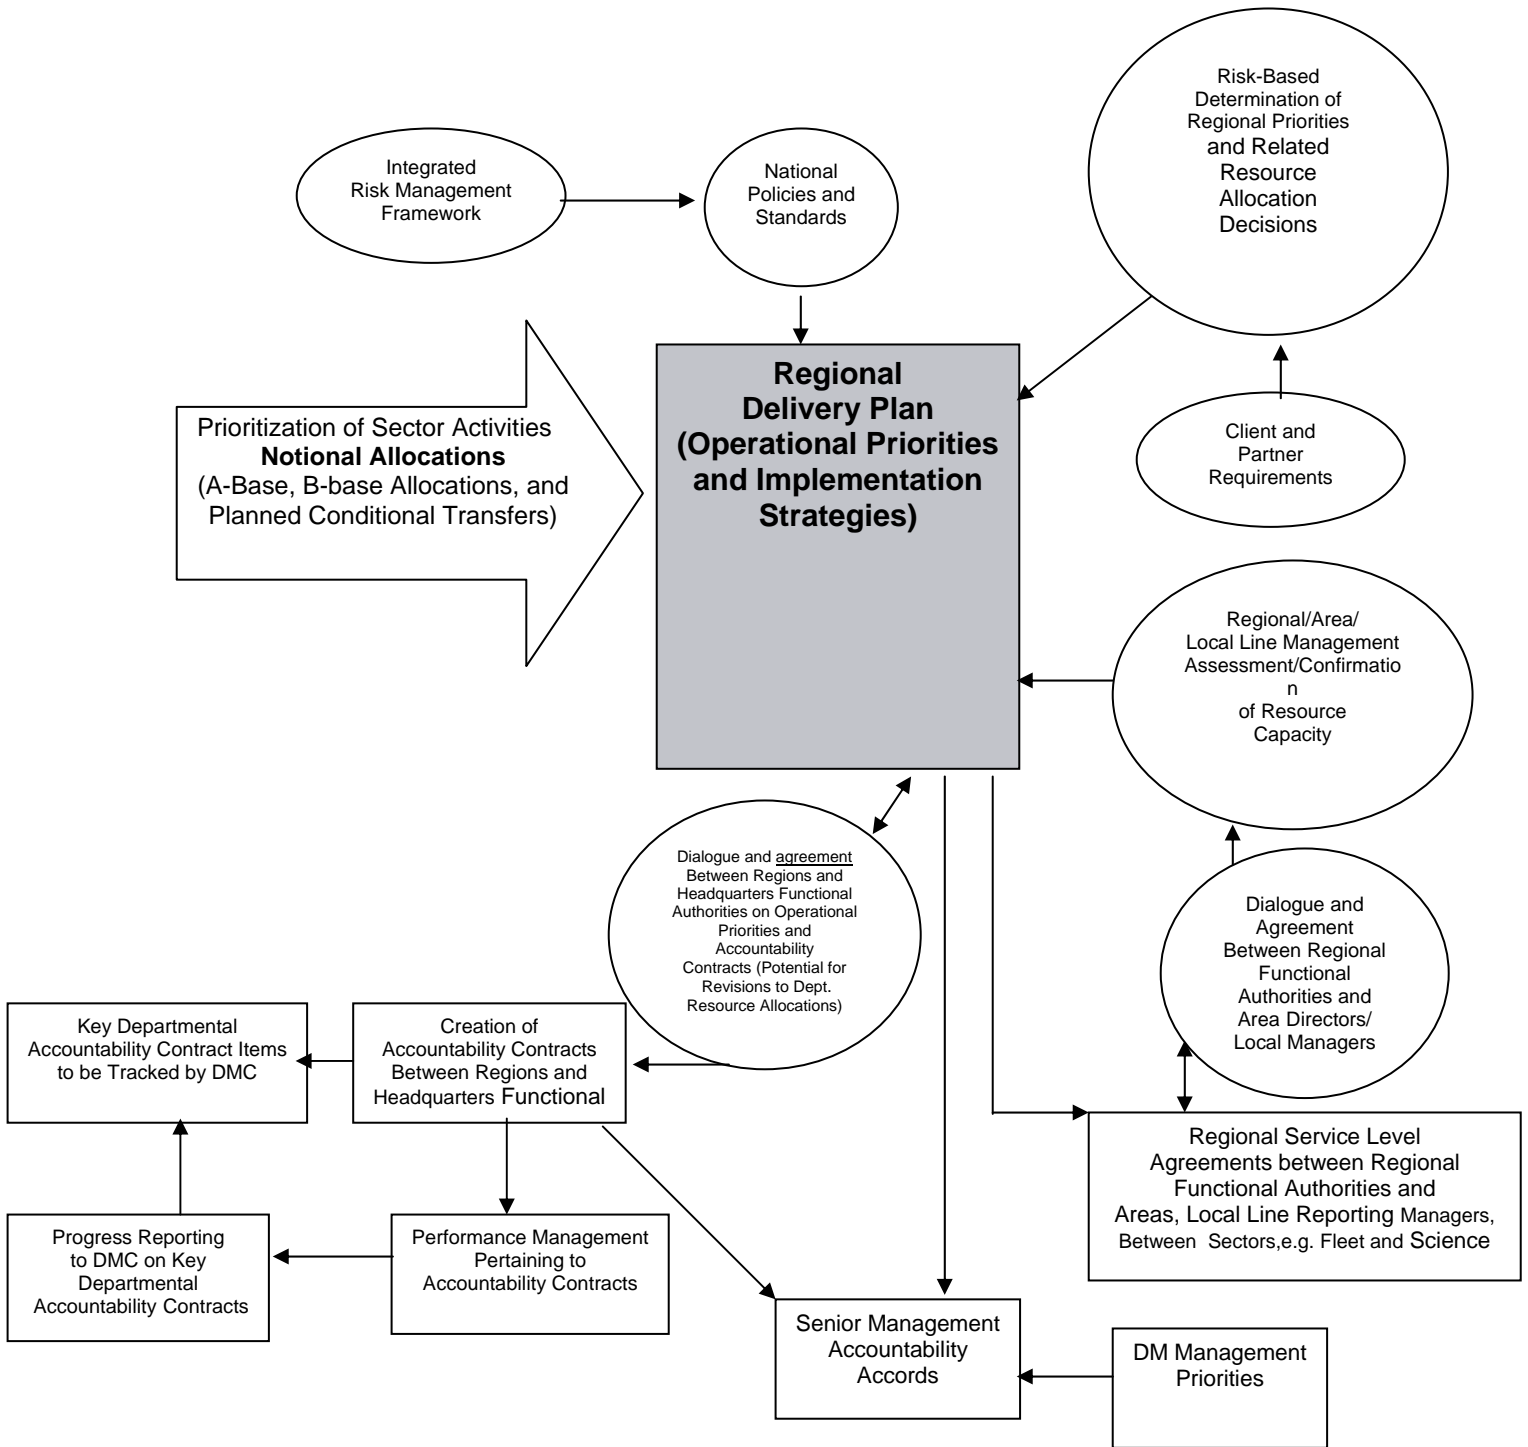 Risk-Based
Determination of
Regional Priorities
and Related
Resource
Allocation
Decisions
Integrated
Risk Management
Framework
National
Policies and
Standards
Regional
Delivery Plan
(Operational Priorities
and Implementation
Strategies)
Prioritization of Sector Activities
Notional Allocations
(A-Base, B-base Allocations, and
Planned Conditional Transfers)
Client and
Partner
Requirements
Regional/Area/
Local Line Management
Assessment/Confirmatio
n
of Resource
Capacity
Dialogue and agreement
Between Regions and
Headquarters Functional
Authorities on Operational
Priorities and
Accountability
Contracts (Potential for
Revisions to Dept.
Resource Allocations)
Dialogue and
Agreement
Between Regional
Functional
Authorities and
Area Directors/
Local Managers
Key Departmental
Accountability Contract Items
to be Tracked by DMC
Creation of
Accountability Contracts
Between Regions and
Headquarters Functional
Regional Service Level
Agreements between Regional
Functional Authorities and
Areas, Local Line Reporting Managers,
Between Sectors,e.g. Fleet and Science
Progress Reporting
to DMC on Key
Departmental
Accountability Contracts
Performance Management
Pertaining to
Accountability Contracts
Senior Management
Accountability
Accords
DM Management
Priorities